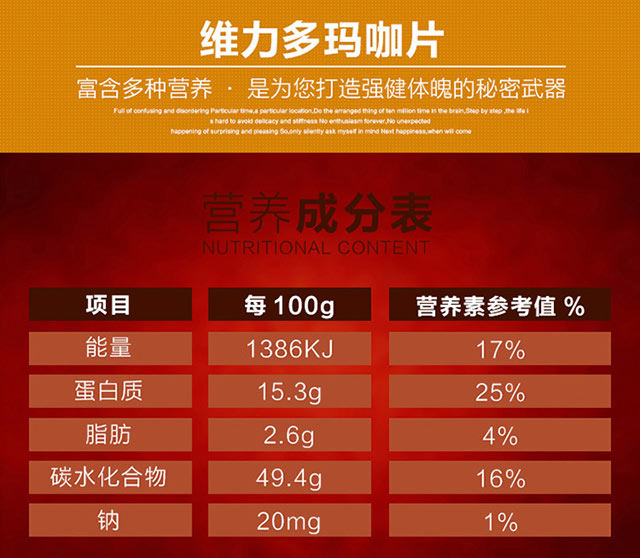 维力多玛咖片
富含多种营养 · 是为您打造强健体魄的秘密武器
Full of confusing and disordering Particular time,a particular location,Do the arranged thing of ten million time in the brain,Step by step ,the life i
s hard to avoid delicacy and stiffness No enthusiasm forever,No unexpected
happening of surprising and pleasing So,only aliently ask myself in mind Next happiness,when will come
营养成分表
NUTRITIONAL CONTENT
项目 每100g 营养素参考值 %
能量 1386KJ 17%
蛋白质 15.3g 25%
脂肪 2.6g 4%
碳水化合物 49.4g 16%
钠 20mg 1%